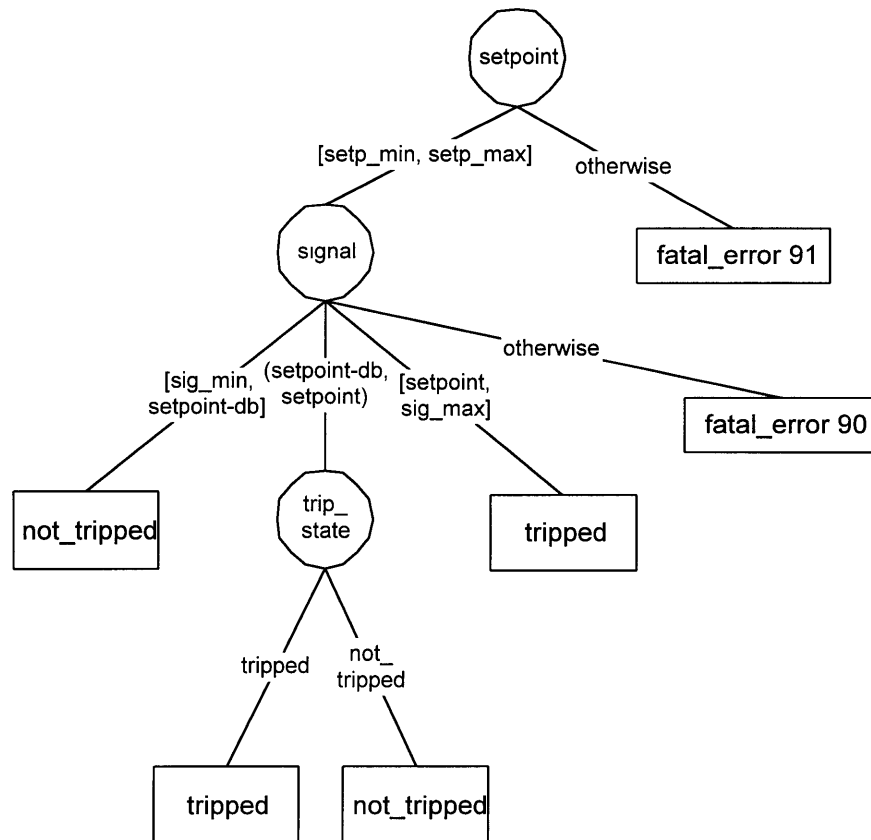 setpoint
[setp_min, setp_max]
otherwise
signal
fatal_error 91
otherwise
[sig_min,
setpoint-db]
(setpoint-db,
setpoint)
[setpoint,
sig_max]
fatal_error 90
not_tripped
trip_
state
tripped
tripped
not_
tripped
tripped
not_tripped